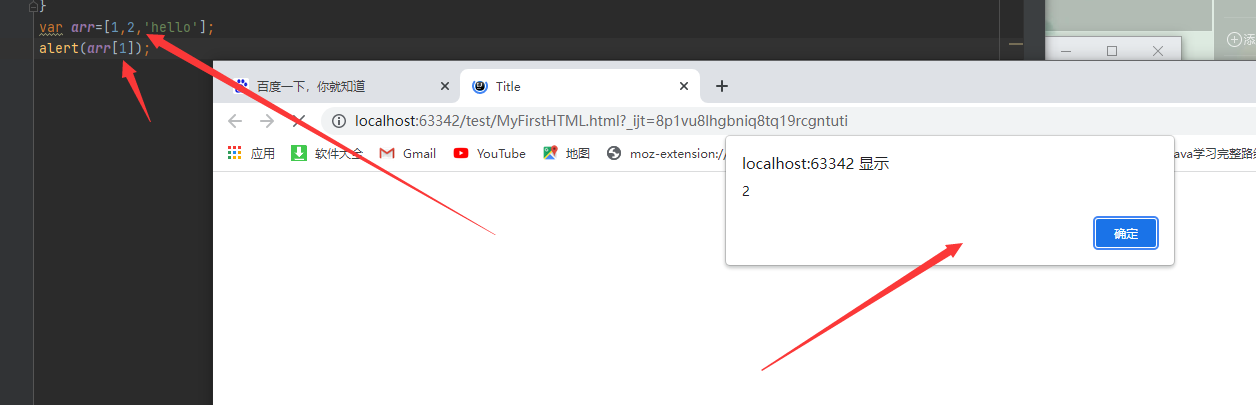 }
var arr=[1,2,'hello'];
alert(arr[1]);
添
百度一下，你就知道
Title
localhost:63342/test/MyFirstHTML.html?_ijt=8p1vu8lhgbniq8tq19rcgntuti
应用 软件大全 Gmail YouTube 地图 moz-extension:/ ava学习完整路
localhost:63342 显示
2
确定